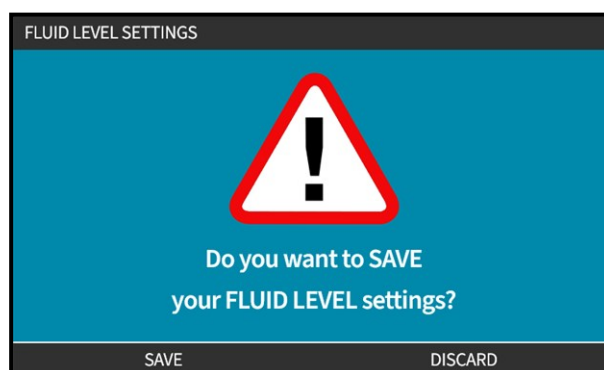 FLUID LEVEL SETTINGS
!
Do you want to SAVE
your FLUID LEVEL settings?
SAVE DISCARD